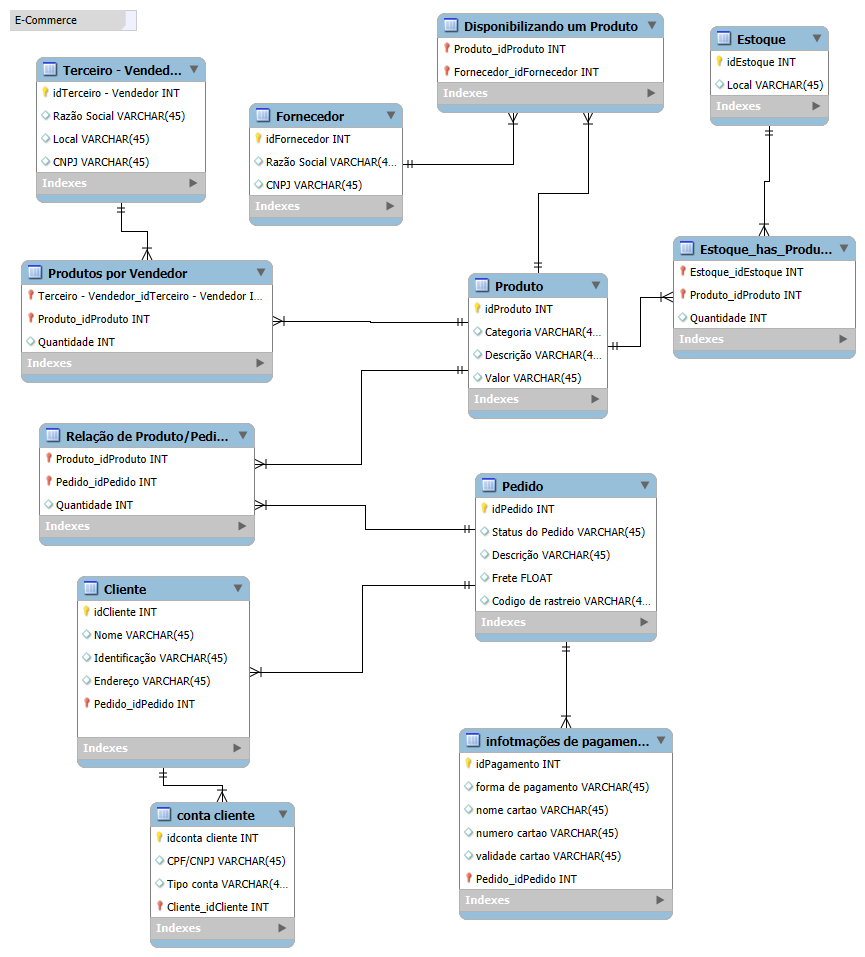 E-Commerce
Disponibilizando um Produto
Produto_idProduto INT
Fornecedor_idFornecedor INT
Indexes
Estoque
idEstoque INT
Local VARCHAR(45)
Indexes
Terceiro - Vended...
idTerceiro - Vendedor INT
Razão Social VARCHAR(45)
Local VARCHAR(45)
CNPJ VARCHAR(45)
Indexes
Fornecedor
idFornecedor INT
Razão Social VARCHAR(4...
CNPJ VARCHAR(45)
Indexes
Estoque_has_Produ...
Estoque_idEstoque INT
Produto_idProduto INT
Quantidade INT
Indexes
Produtos por Vendedor
Terceiro - Vendedor_idTerceiro - Vendedor I...
Produto_idProduto INT
Quantidade INT
Indexes
Produto
idProduto INT
Categoria VARCHAR(4...
Descrição VARCHAR(4...
Valor VARCHAR(45)
Indexes
Relação de Produto/Pedi...
Produto_idProduto INT
Pedido_idPedido INT
Quantidade INT
Indexes
Pedido
idPedido INT
Status do Pedido VARCHAR(45)
Descrição VARCHAR(45)
Frete FLOAT
Codigo de rastreio VARCHAR(4...
Indexes
Cliente
idCliente INT
Nome VARCHAR(45)
Identificação VARCHAR(45)
Endereço VARCHAR(45)
Pedido_idPedido INT
Indexes
infotmações de pagamen...
idPagamento INT
forma de pagamento VARCHAR(45)
nome cartao VARCHAR(45)
numero cartao VARCHAR(45)
validade cartao VARCHAR(45)
Pedido_idPedido INT
Indexes
conta cliente
idconta cliente INT
CPF/CNPJ VARCHAR(45)
Tipo conta VARCHAR(4...
Cliente_idCliente INT
Indexes